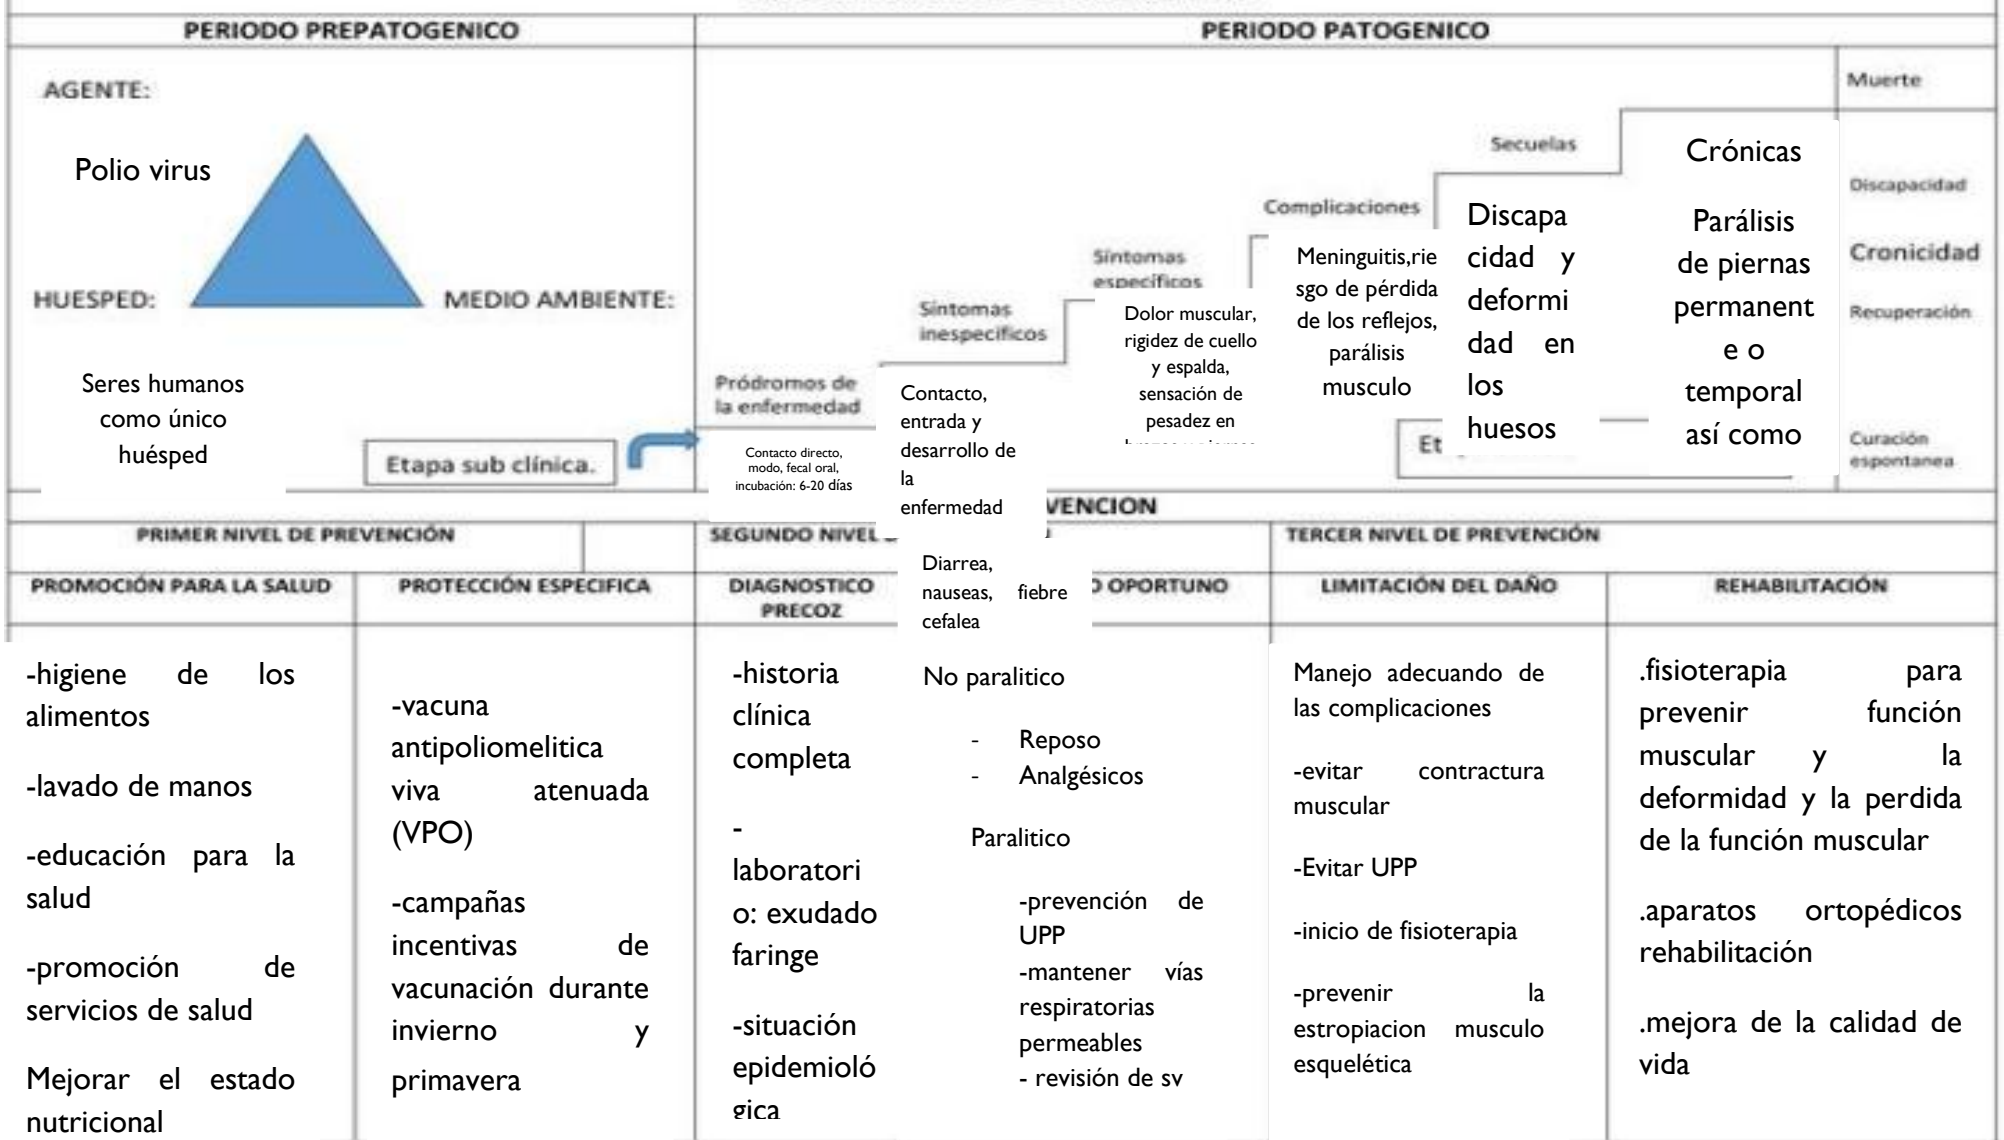 PERIODO PREPATOGENICO
PERIODO PATOGENICO
AGENTE:
Polio virus
HUESPED:
MEDIO AMBIENTE:
Seres humanos
como único
huésped
Etapa sub clínica.
Pródromos de
la enfermedad
Contacto directo,
modo, fecal oral,
incubación: 6-20 días
Síntomas
inespecíficos
Contacto,
entrada y
desarrollo de
la
enfermedad
Diarrea,
nauseas, fiebre
cefalea
Síntomas
específicos
Dolor muscular,
rigidez de cuello
y espalda,
sensación de
pesadez en
Complicaciones
Meninguitis,rie
sgo de pérdida
de los reflejos,
parálisis
musculo
Secuelas
Discapa
cidad y
deformi
dad en
los
huesos
Et
Crónicas
Parálisis
de piernas
permanent
e o
temporal
así como
Muerte
Discapacidad
Cronicidad
Recuperación
Curación
espontanea
VENCION
PRIMER NIVEL DE PREVENCIÓN
SEGUNDO NIVEL
TERCER NIVEL DE PREVENCIÓN
PROMOCIÓN PARA LA SALUD
PROTECCIÓN ESPECIFICA
DIAGNOSTICO
PRECOZ
O OPORTUNO
LIMITACIÓN DEL DAÑO
REHABILITACIÓN
-higiene de los
alimentos
-lavado de manos
-educación para la
salud
-promoción de
servicios de salud
Mejorar el estado
nutricional
-vacuna
antipoliomelitica
viva atenuada
(VPO)
-campañas
incentivas de
vacunación durante
invierno y
primavera
-historia
clínica
completa
-
laboratori
o: exudado
faringe
-situación
epidemioló
gica
No paralitico
- Reposo
- Analgésicos
Paralitico
-prevención de
UPP
-mantener vías
respiratorias
permeables
- revisión de sv
Manejo adecuando de
las complicaciones
-evitar contractura
muscular
-Evitar UPP
-inicio de fisioterapia
-prevenir la
estropiacion musculo
esquelética
.fisioterapia para
prevenir función
muscular y la
deformidad y la perdida
de la función muscular
.aparatos ortopédicos
rehabilitación
.mejora de la calidad de
vida